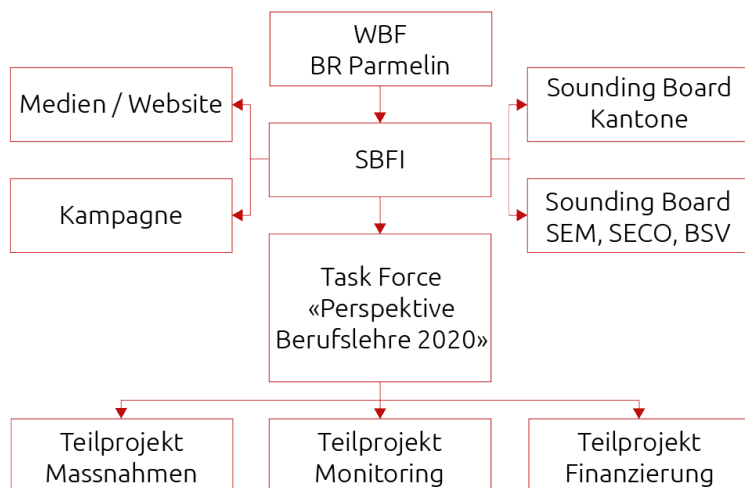 WBF
BR Parmelin
Medien / Website
Sounding Board
Kantone
SBFI
Kampagne
Sounding Board
SEM, SECO, BSV
Task Force
«Perspektive
Berufslehre 2020»
Teilprojekt
Massnahmen
Teilprojekt
Monitoring
Teilprojekt
Finanzierung